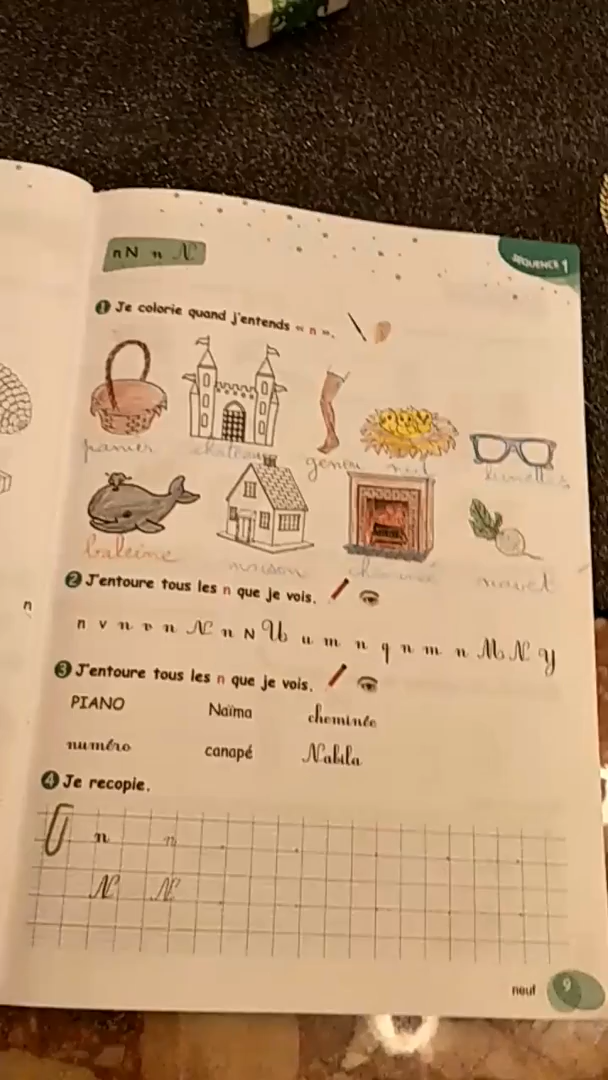 n N n N
SÉQUENCE 1
1 Je colorie quand j'entends « n ».
panier château genou nid lunettes
baleine maison cheminée navet
2 J'entoure tous les n que je vois.
n v n v n N n N U u m n q n m n M N Y
3 J'entoure tous les n que je vois.
PIANO Naïma cheminée
numéro canapé Nabila
4 Je recopie.
n n
N N
neuf 9
n